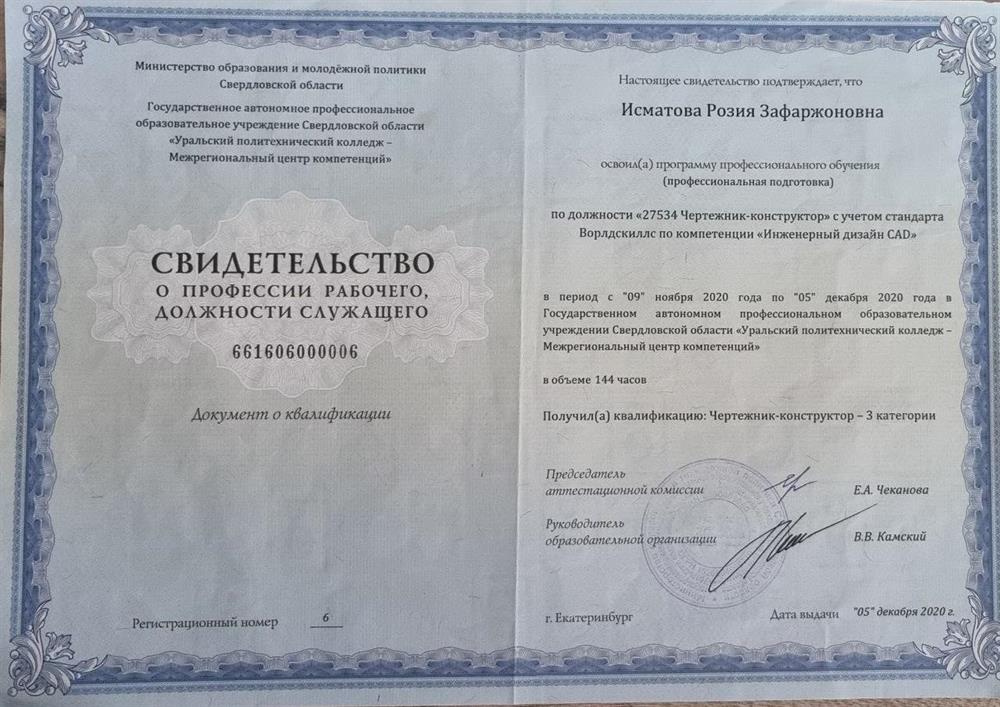 Министерство образования и молодёжной политики
Свердловской области
Государственное автономное профессиональное
образовательное учреждение Свердловской области
«Уральский политехнический колледж –
Межрегиональный центр компетенций»
СВИДЕТЕЛЬСТВО
О ПРОФЕССИИ РАБОЧЕГО,
ДОЛЖНОСТИ СЛУЖАЩЕГО
661606000006
Документ о квалификации
Регистрационный номер 6
Настоящее свидетельство подтверждает, что
Исматова Розия Зафаржоновна
освоил(а) программу профессионального обучения
(профессиональная подготовка)
по должности «27534 Чертежник-конструктор» с учетом стандарта
Ворлдскиллс по компетенции «Инженерный дизайн CAD»
в период с "09" ноября 2020 года по "05" декабря 2020 года в
Государственном автономном профессиональном образовательном
учреждении Свердловской области «Уральский политехнический колледж –
Межрегиональный центр компетенций»
в объеме 144 часов
Получил(а) квалификацию: Чертежник-конструктор – 3 категории
Председатель
аттестационной комиссии Е.А. Чеканова
Руководитель
образовательной организации В.В. Камский
г. Екатеринбург Дата выдачи "05" декабря 2020 г.